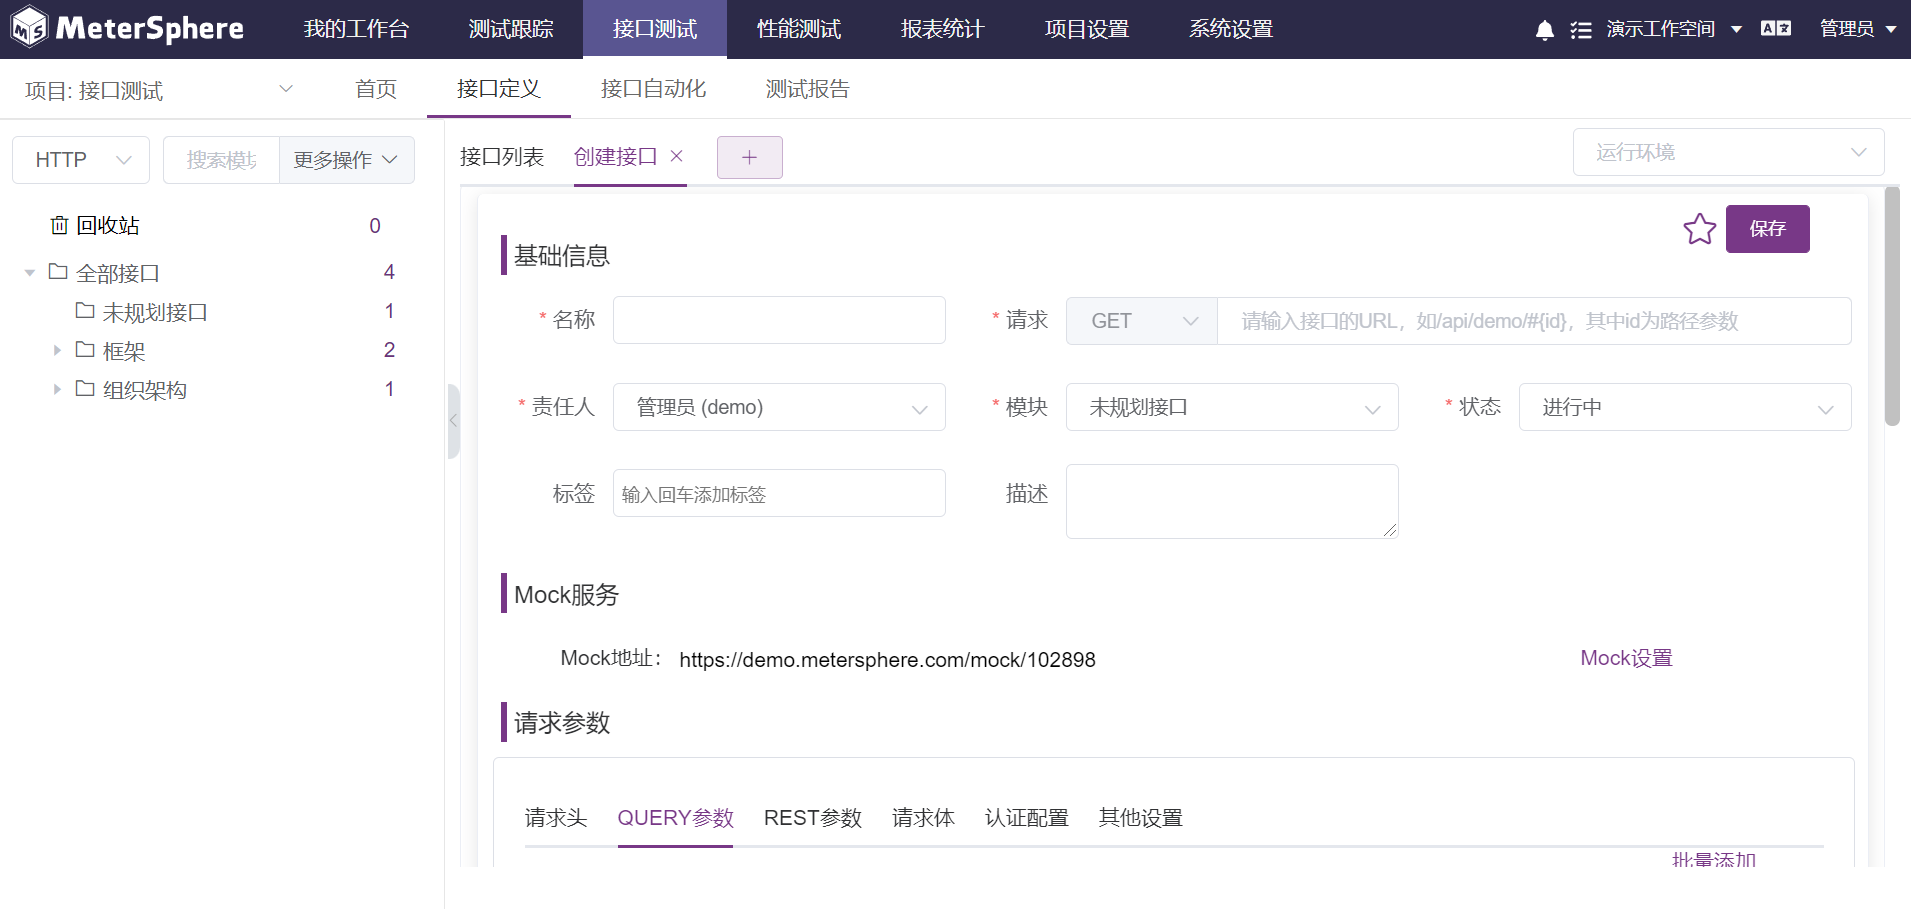 MeterSphere 我的工作台 测试跟踪 接口测试 性能测试 报表统计 项目设置 系统设置 演示工作空间 管理员
项目: 接口测试 首页 接口定义 接口自动化 测试报告
HTTP 搜索模块 更多操作
回收站 0
全部接口 4
未规划接口 1
框架 2
组织架构 1
接口列表 创建接口 运行环境
保存
基础信息
* 名称
* 请求 GET 请输入接口的URL，如/api/demo/#{id}，其中id为路径参数
* 责任人 管理员 (demo) * 模块 未规划接口 * 状态 进行中
标签 输入回车添加标签 描述
Mock服务
Mock地址： https://demo.metersphere.com/mock/102898 Mock设置
请求参数
请求头 QUERY参数 REST参数 请求体 认证配置 其他设置
批量添加